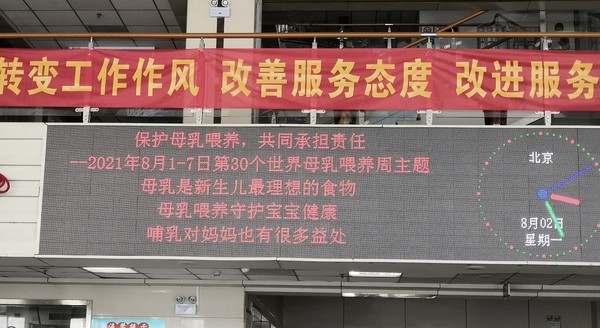 转变工作作风 改善服务态度 改进服务
保护母乳喂养，共同承担责任
--2021年8月1-7日第30个世界母乳喂养周主题
母乳是新生儿最理想的食物
母乳喂养守护宝宝健康
哺乳对妈妈也有很多益处
北京
8月02日
星期一